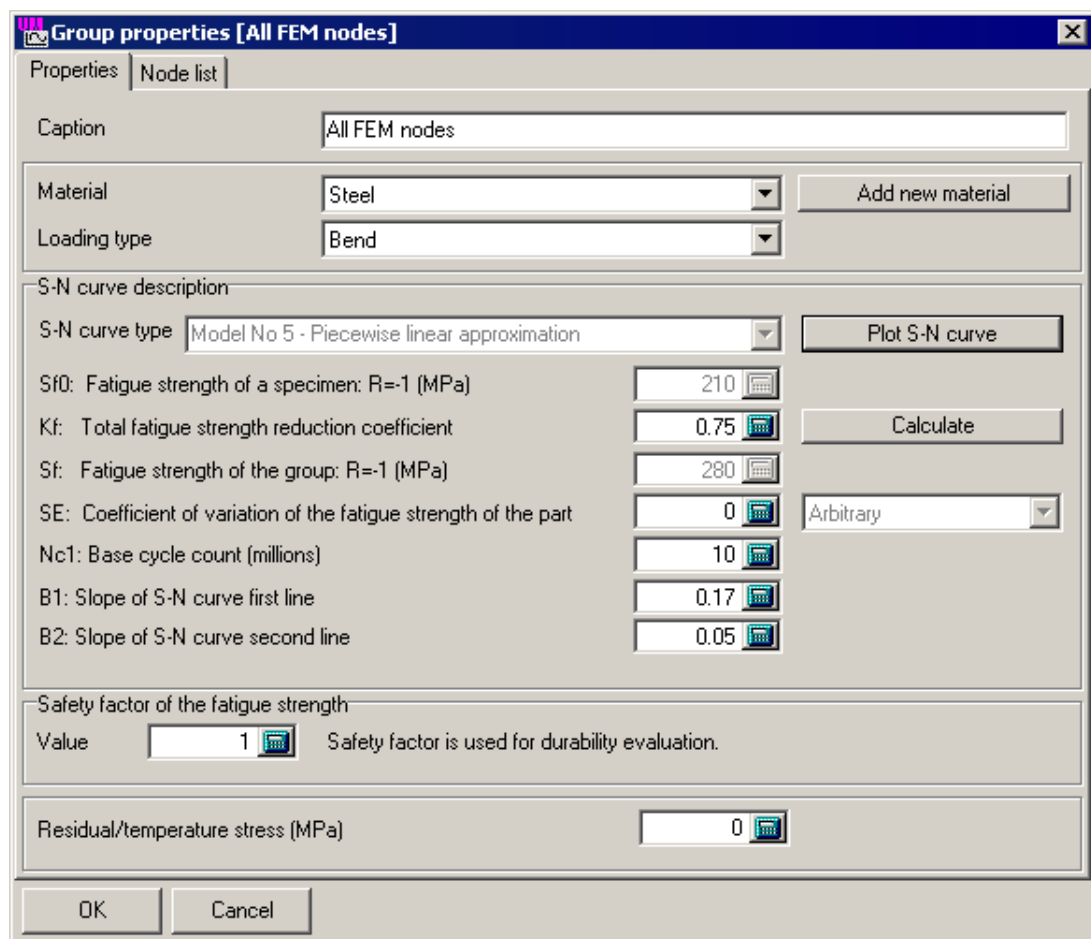 Group properties [All FEM nodes]
Properties Node list
Caption All FEM nodes
Material Steel Add new material
Loading type Bend
S-N curve description
S-N curve type Model No 5 - Piecewise linear approximation Plot S-N curve
Sf0: Fatigue strength of a specimen: R=-1 (MPa) 210
Kf: Total fatigue strength reduction coefficient 0.75 Calculate
Sf: Fatigue strength of the group: R=-1 (MPa) 280
SE: Coefficient of variation of the fatigue strength of the part 0 Arbitrary
Nc1: Base cycle count (millions) 10
B1: Slope of S-N curve first line 0.17
B2: Slope of S-N curve second line 0.05
Safety factor of the fatigue strength
Value 1 Safety factor is used for durability evaluation.
Residual/temperature stress (MPa) 0
OK Cancel